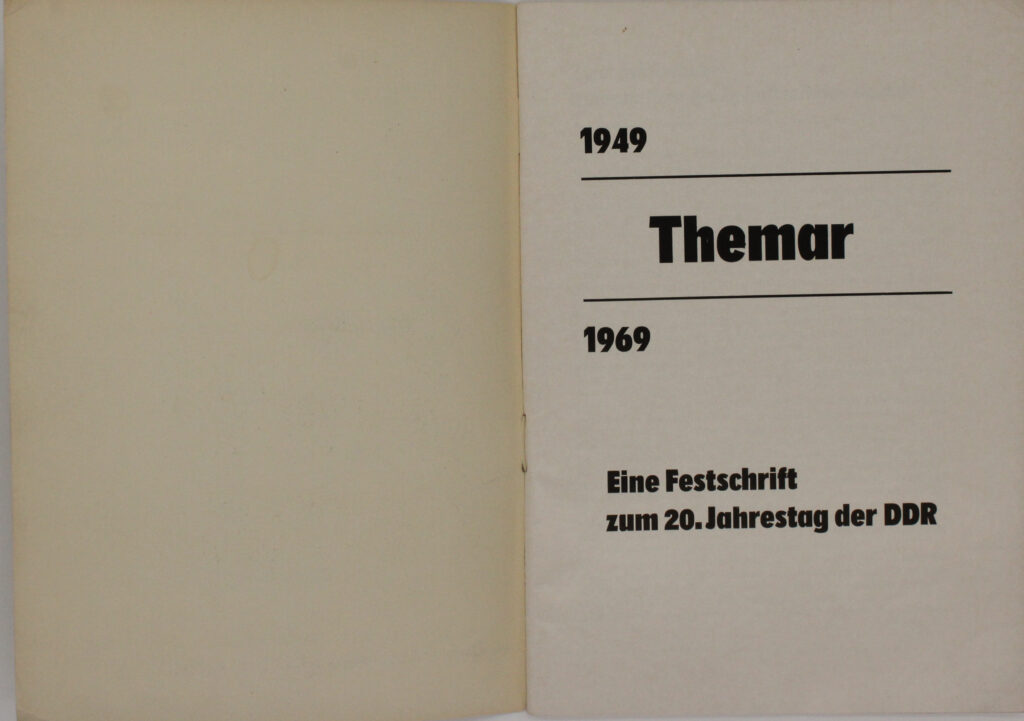 1949
Themar
1969
Eine Festschrift
zum 20. Jahrestag der DDR